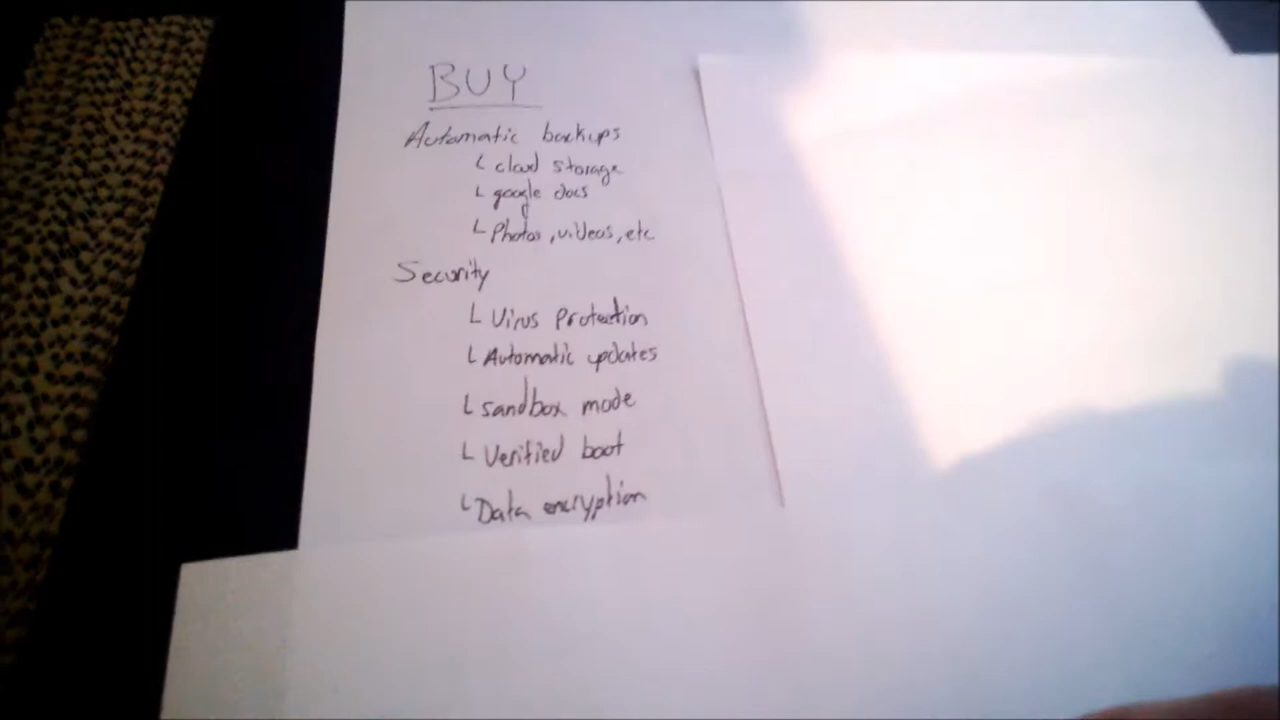 BUY
Automatic backups
└ cloud storage
└ google docs
└ Photos, videos, etc
Security
└ Virus Protection
└ Automatic updates
└ sandbox mode
└ Verified boot
└ Data encryption